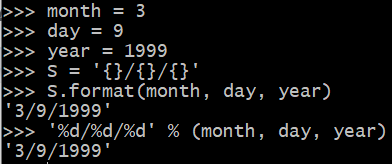 >>> month = 3
>>> day = 9
>>> year = 1999
>>> S = '{}/{}/{}'
>>> S.format(month, day, year)
'3/9/1999'
>>> '%d/%d/%d' % (month, day, year)
'3/9/1999'